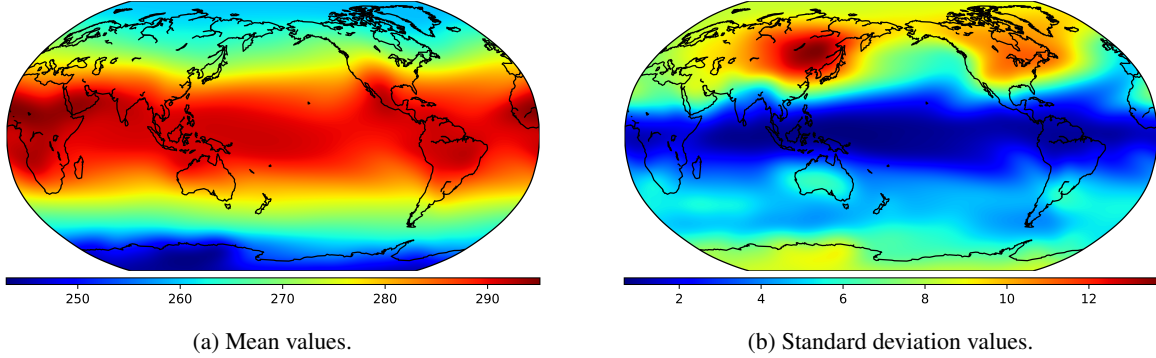 250 260 270 280 290
2 4 6 8 10 12
(a) Mean values.
(b) Standard deviation values.